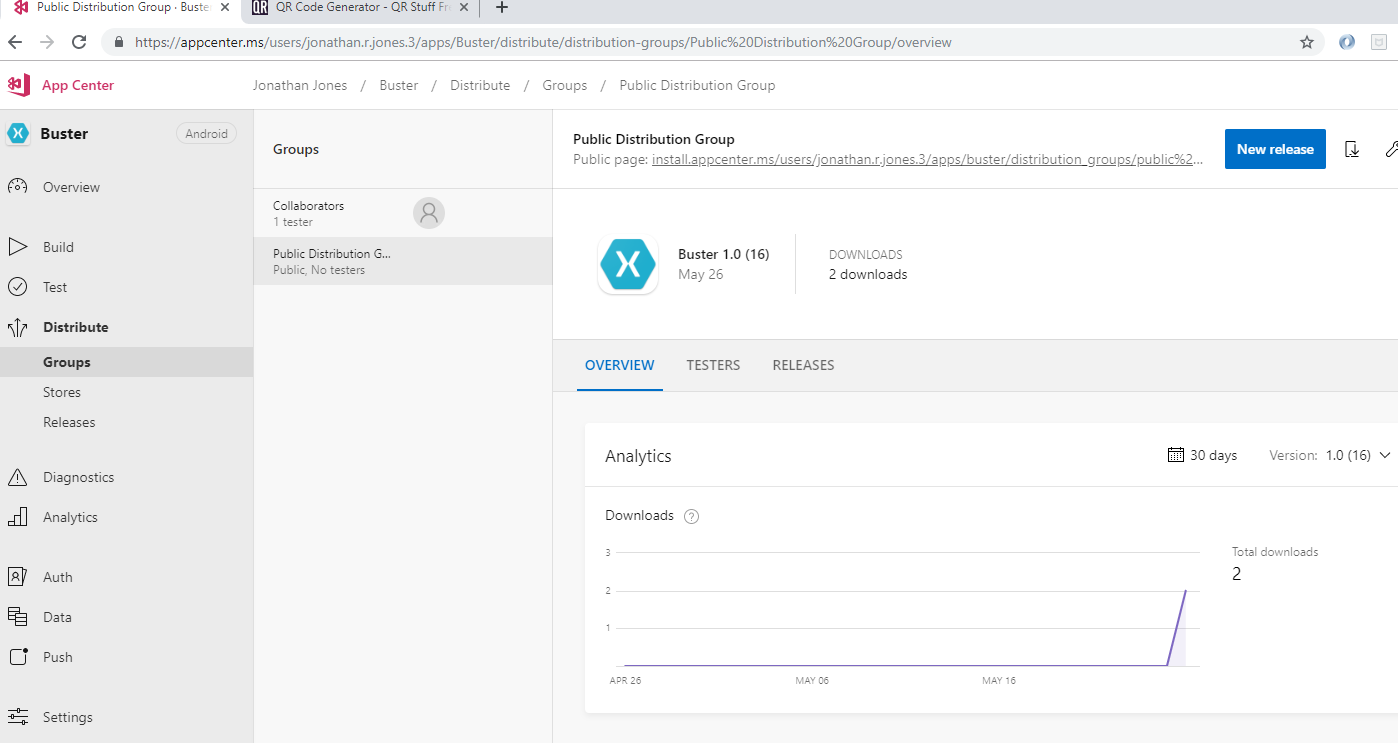 Public Distribution Group · Buste
QR Code Generator - QR Stuff Fre
https://appcenter.ms/users/jonathan.r.jones.3/apps/Buster/distribute/distribution-groups/Public%20Distribution%20Group/overview
App Center
Jonathan Jones / Buster / Distribute / Groups / Public Distribution Group
Buster
Android
Overview
Build
Test
Distribute
Groups
Stores
Releases
Diagnostics
Analytics
Auth
Data
Push
Settings
Groups
Collaborators
1 tester
Public Distribution G...
Public, No testers
Public Distribution Group
Public page: install.appcenter.ms/users/jonathan.r.jones.3/apps/buster/distribution_groups/public%2...
New release
Buster 1.0 (16)
May 26
DOWNLOADS
2 downloads
OVERVIEW TESTERS RELEASES
Analytics
30 days
Version: 1.0 (16)
Downloads ?
3
2
1
APR 26 MAY 06 MAY 16
Total downloads
2